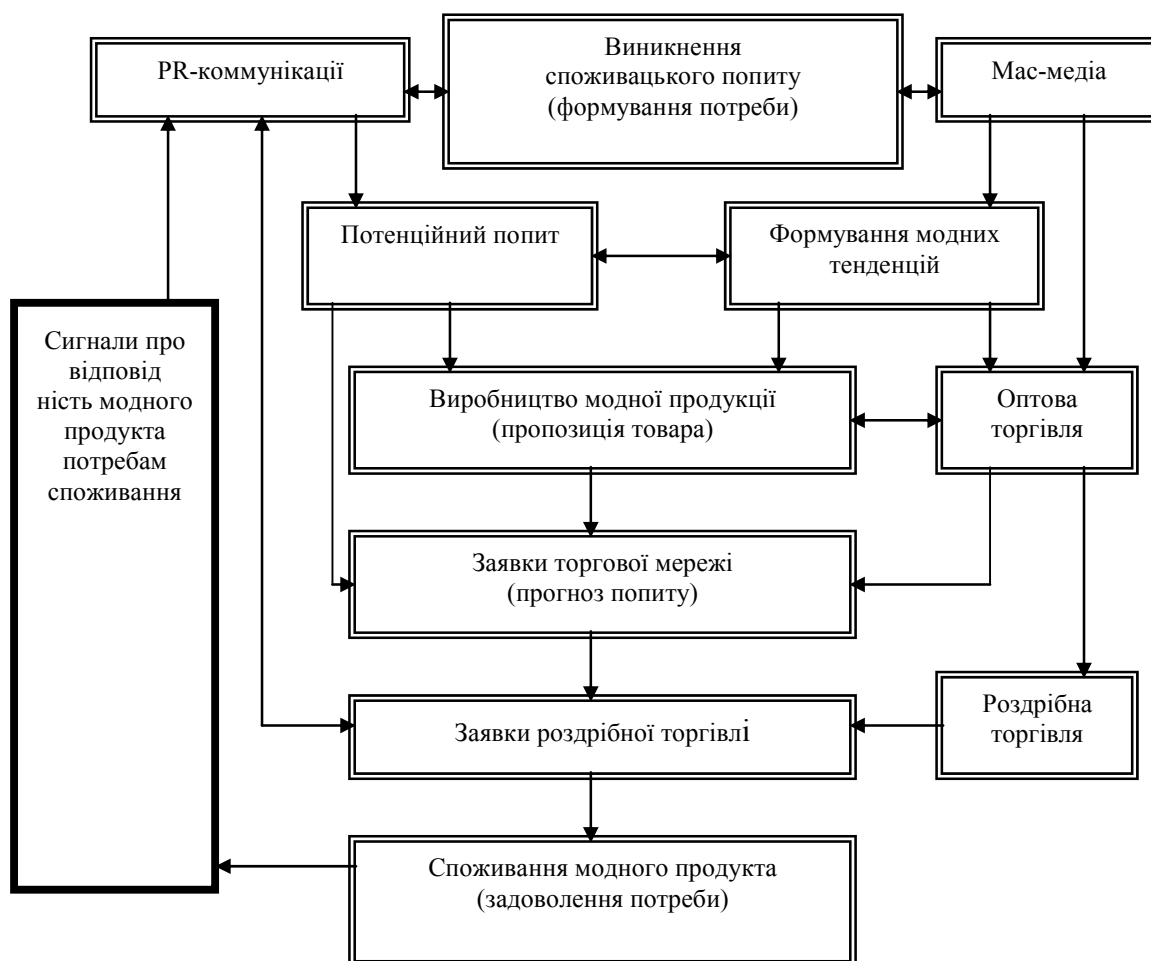 PR-коммунікації
Виникнення
споживацького попиту
(формування потреби)
Мас-медіа
Потенційний попит
Формування модних
тенденцій
Сигнали про
відповід
ність модного
продукта
потребам
споживання
Виробництво модної продукції
(пропозиція товара)
Оптова
торгівля
Заявки торгової мережі
(прогноз попиту)
Заявки роздрібної торгівлі
Роздрібна
торгівля
Споживання модного продукта
(задоволення потреби)